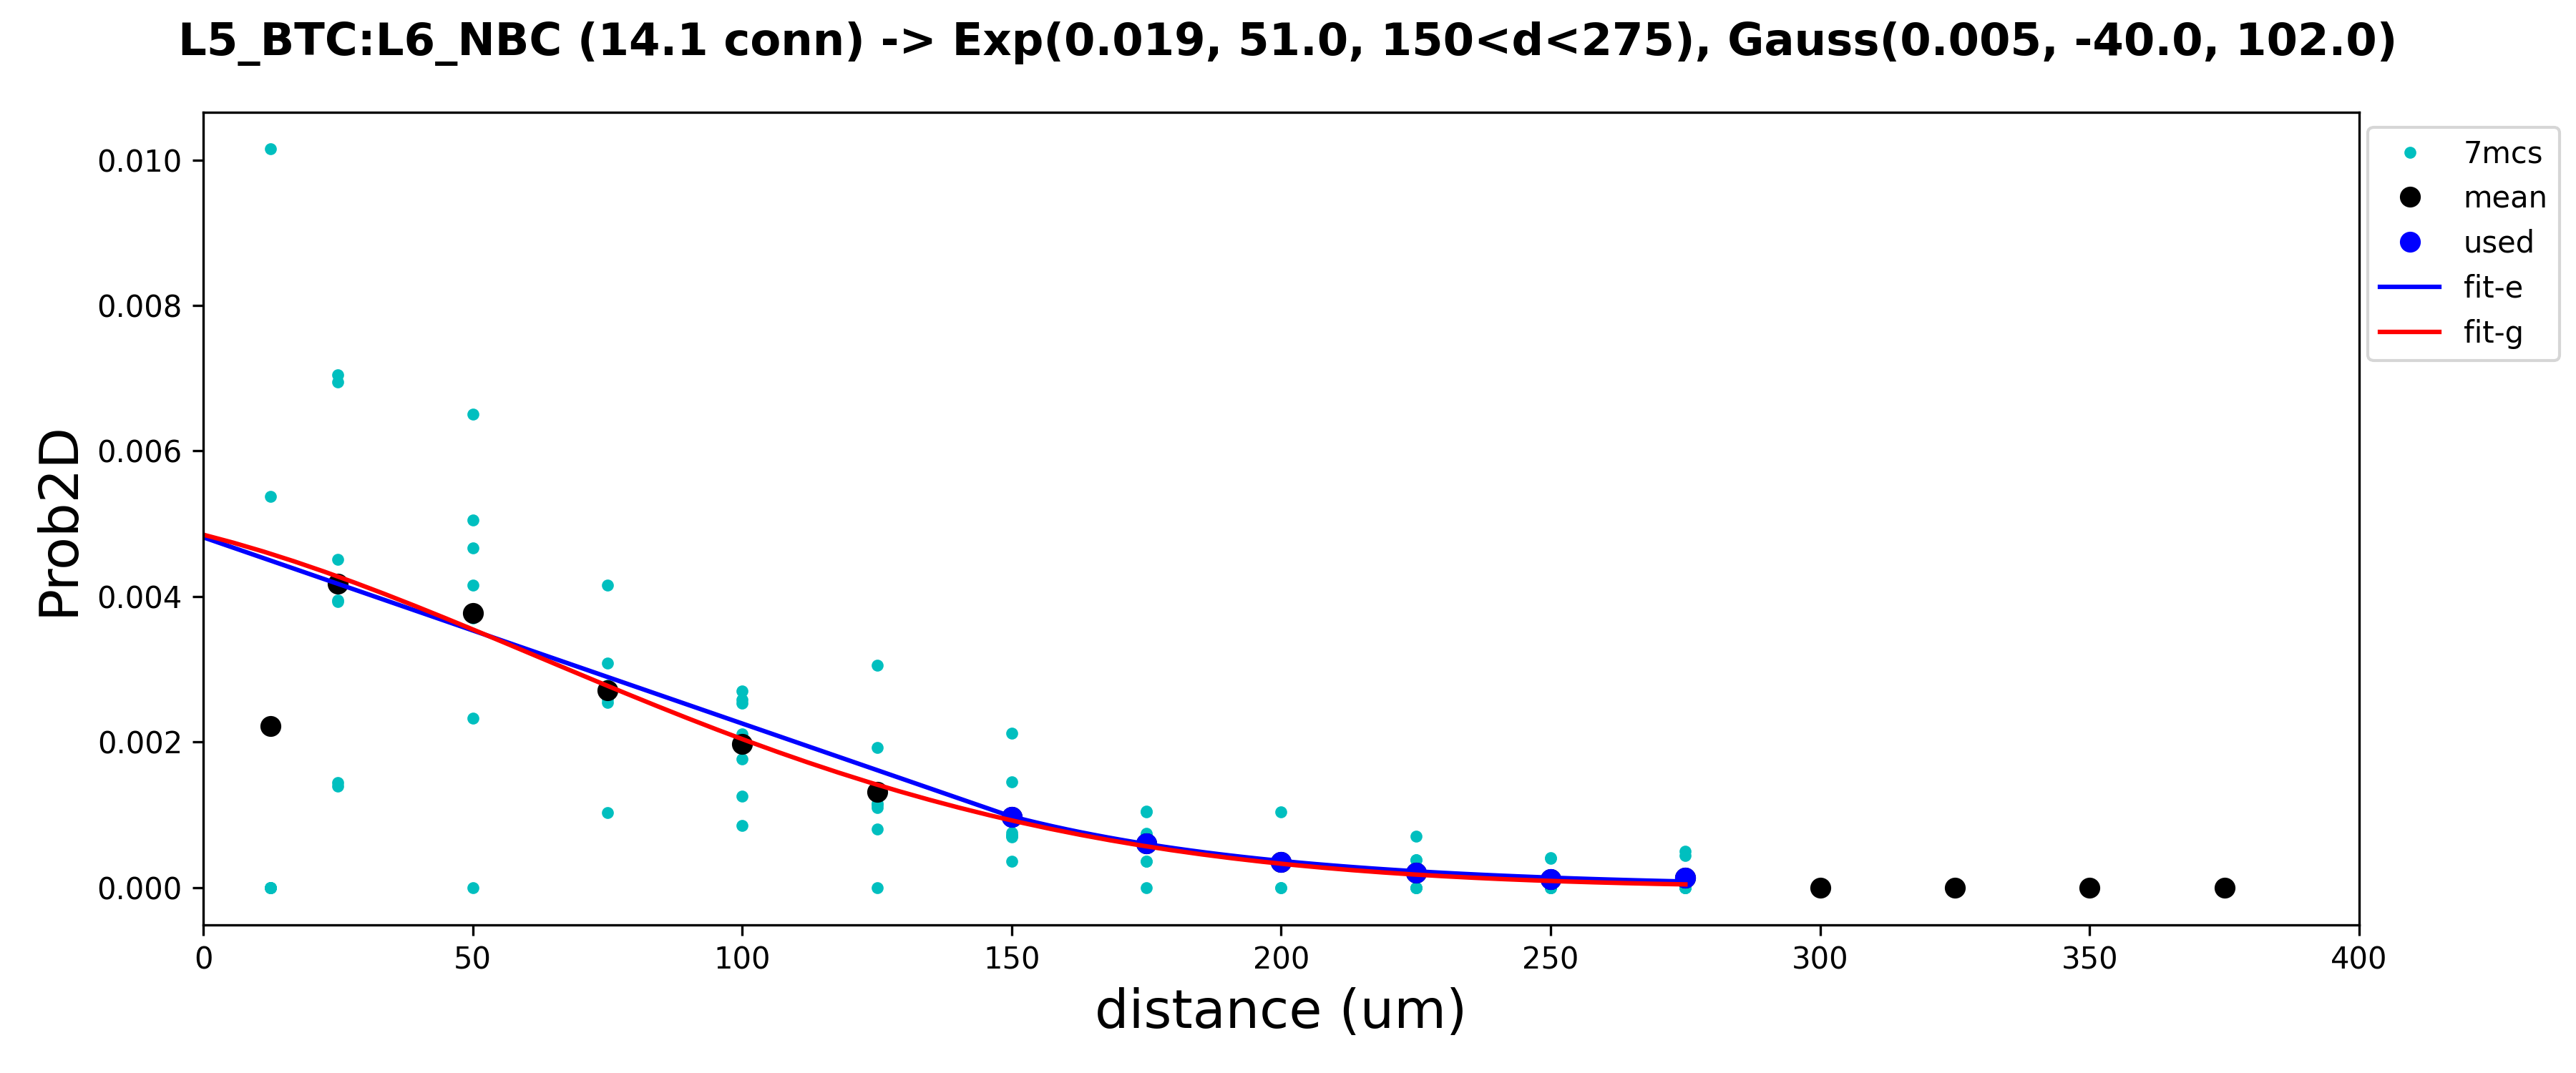 L5_BTC:L6_NBC (14.1 conn) -> Exp(0.019, 51.0, 150<d<275), Gauss(0.005, -40.0, 102.0)
7mcs
mean
used
fit-e
fit-g
Prob2D
0.010
0.008
0.006
0.004
0.002
0.000
0 50 100 150 200 250 300 350 400
distance (um)